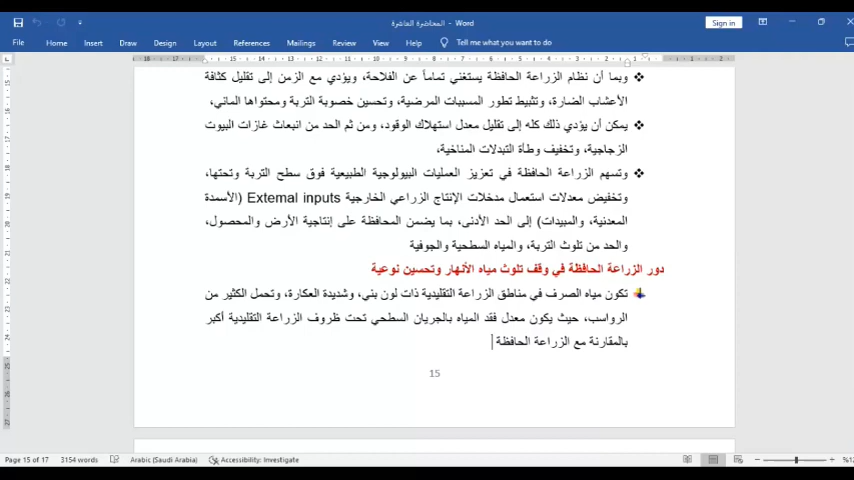 المحاضرة العاشرة - Word
Sign in
File Home Insert Draw Design Layout References Mailings Review View Help Tell me what you want to do
وبما أن نظام الزراعة الحافظة يستغني تماماً عن الفلاحة، ويؤدي مع الزمن إلى تقليل كثافة
الأعشاب الضارة، وتثبيط تطور المسببات المرضية، وتحسين خصوبة التربة ومحتواها المائي،
يمكن أن يؤدي ذلك كله إلى تقليل معدل استهلاك الوقود، ومن ثم الحد من انبعاث غازات البيوت
الزجاجية، وتخفيف وطأة التبدلات المناخية،
وتسهم الزراعة الحافظة في تعزيز العمليات البيولوجية الطبيعية فوق سطح التربة وتحتها،
وتخفيض معدلات استعمال مدخلات الإنتاج الزراعي الخارجية External inputs (الأسمدة
المعدنية، والمبيدات) إلى الحد الأدنى، بما يضمن المحافظة على إنتاجية الأرض والمحصول،
والحد من تلوث التربة، والمياه السطحية والجوفية
دور الزراعة الحافظة في وقف تلوث مياه الأنهار وتحسين نوعية
تكون مياه الصرف في مناطق الزراعة التقليدية ذات لون بني، وشديدة العكارة، وتحمل الكثير من
الرواسب، حيث يكون معدل فقد المياه بالجريان السطحي تحت ظروف الزراعة التقليدية أكبر
بالمقارنة مع الزراعة الحافظة
15
Page 15 of 17 3154 words Arabic (Saudi Arabia) Accessibility: Investigate